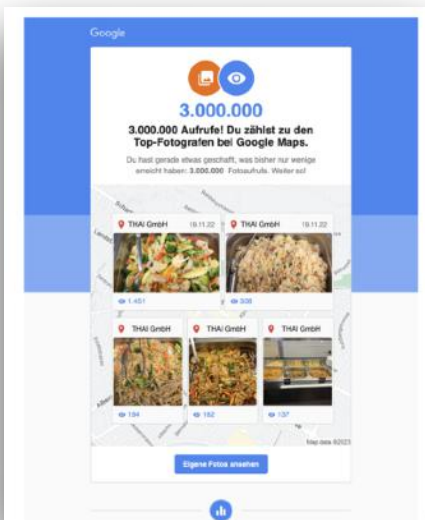 Google
3.000.000
3.000.000 Aufrufe! Du zählst zu den
Top-Fotografen bei Google Maps.
Du hast gerade etwas geschaft, was bisher nur wenige
erreicht haben: 3.000.000 Fotoaufrufe. Weiter so!
THAI GmbH 19.11.22
THAI GmbH 19.11.22
1.451
308
THAI GmbH
THAI GmbH
THAI GmbH
184
162
137
Map data ©2023
Eigene Fotos ansehen